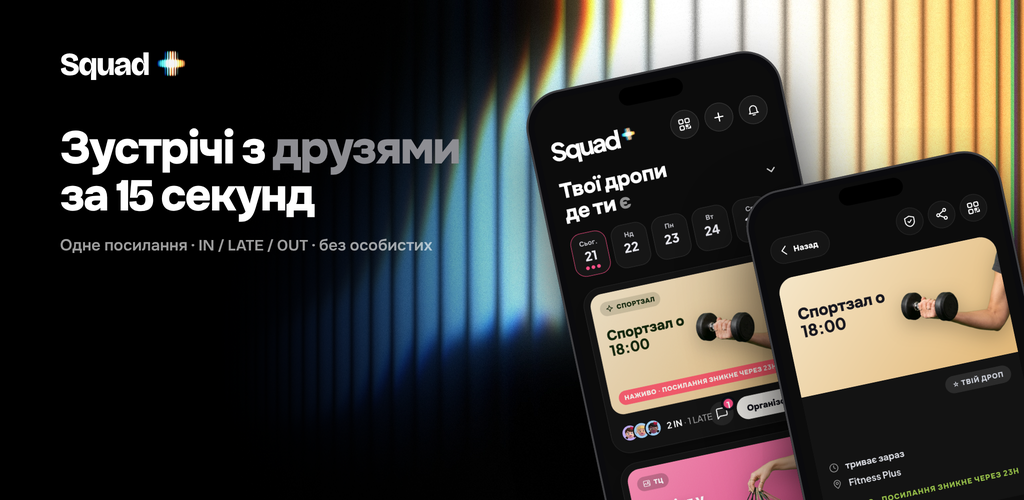 Squad
Зустрічі з друзями
за 15 секунд
Одне посилання · IN / LATE / OUT · без особистих
Squad
Твої дропи
де ти є
Сьог.
21
Нд
22
Пн
23
Вт
24
СПОРТЗАЛ
Спортзал о
18:00
НАЖИВО · ПОСИЛАННЯ ЗНИКНЕ ЧЕРЕЗ
2 IN · 1 LATE
1
ТЦ
Назад
Спортзал о
18:00
ТВІЙ ДРОП
триває зараз
Fitness Plus
ПОСИЛАННЯ ЗНИКНЕ ЧЕРЕЗ 23Н